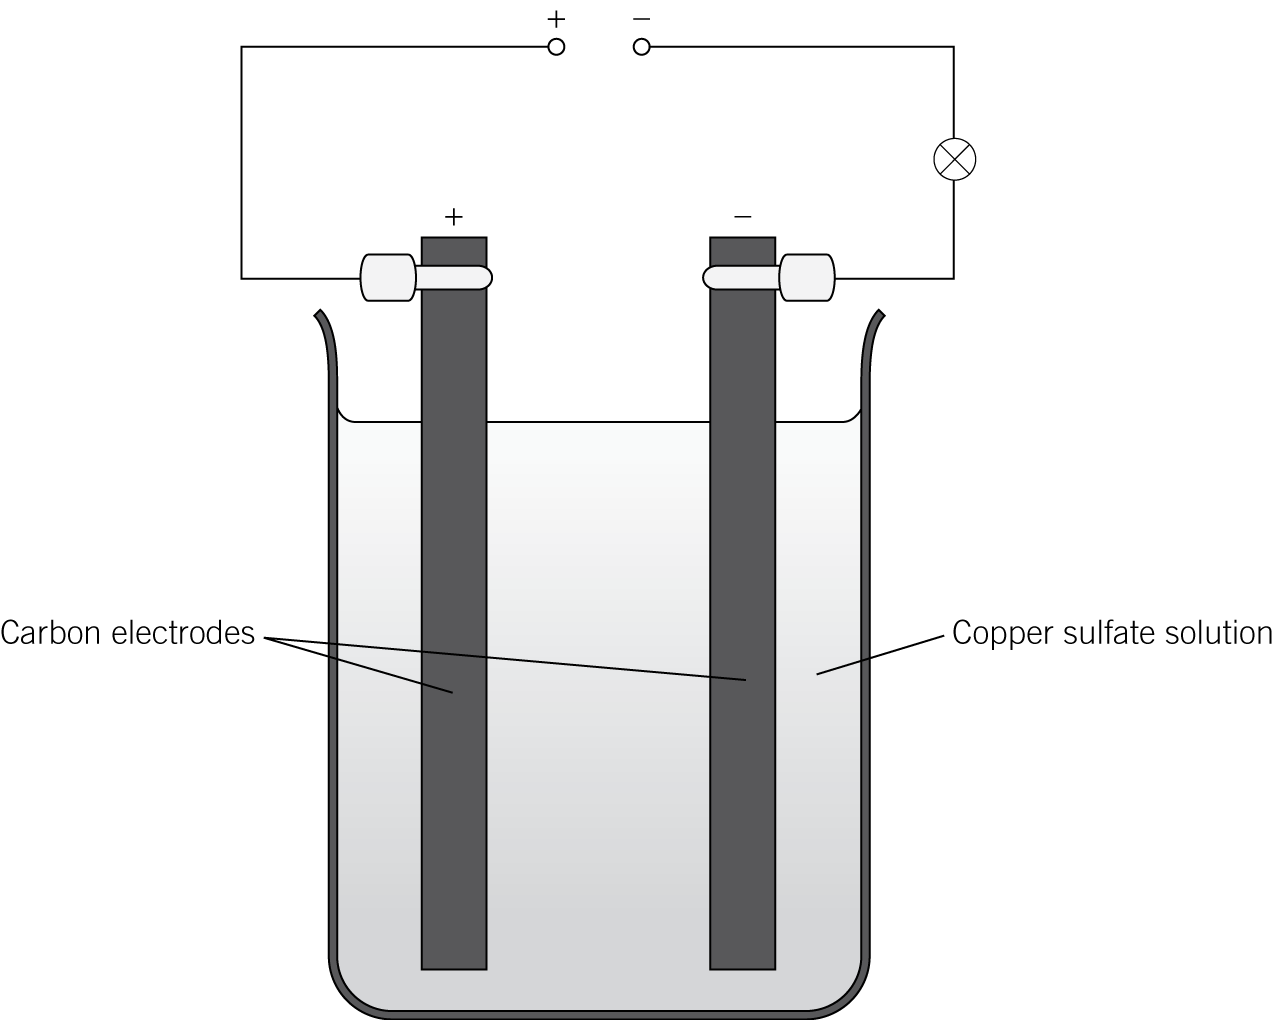 + −
+ −
Carbon electrodes
Copper sulfate solution